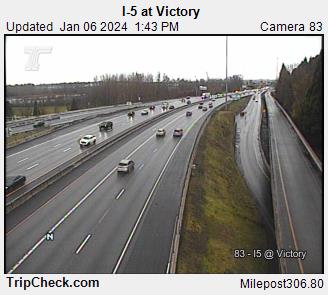 I-5 at Victory
Updated Jan 06 2024 1:43 PM Camera 83
TR
N
83 - I5 @ Victory
TripCheck.com Milepost306.80